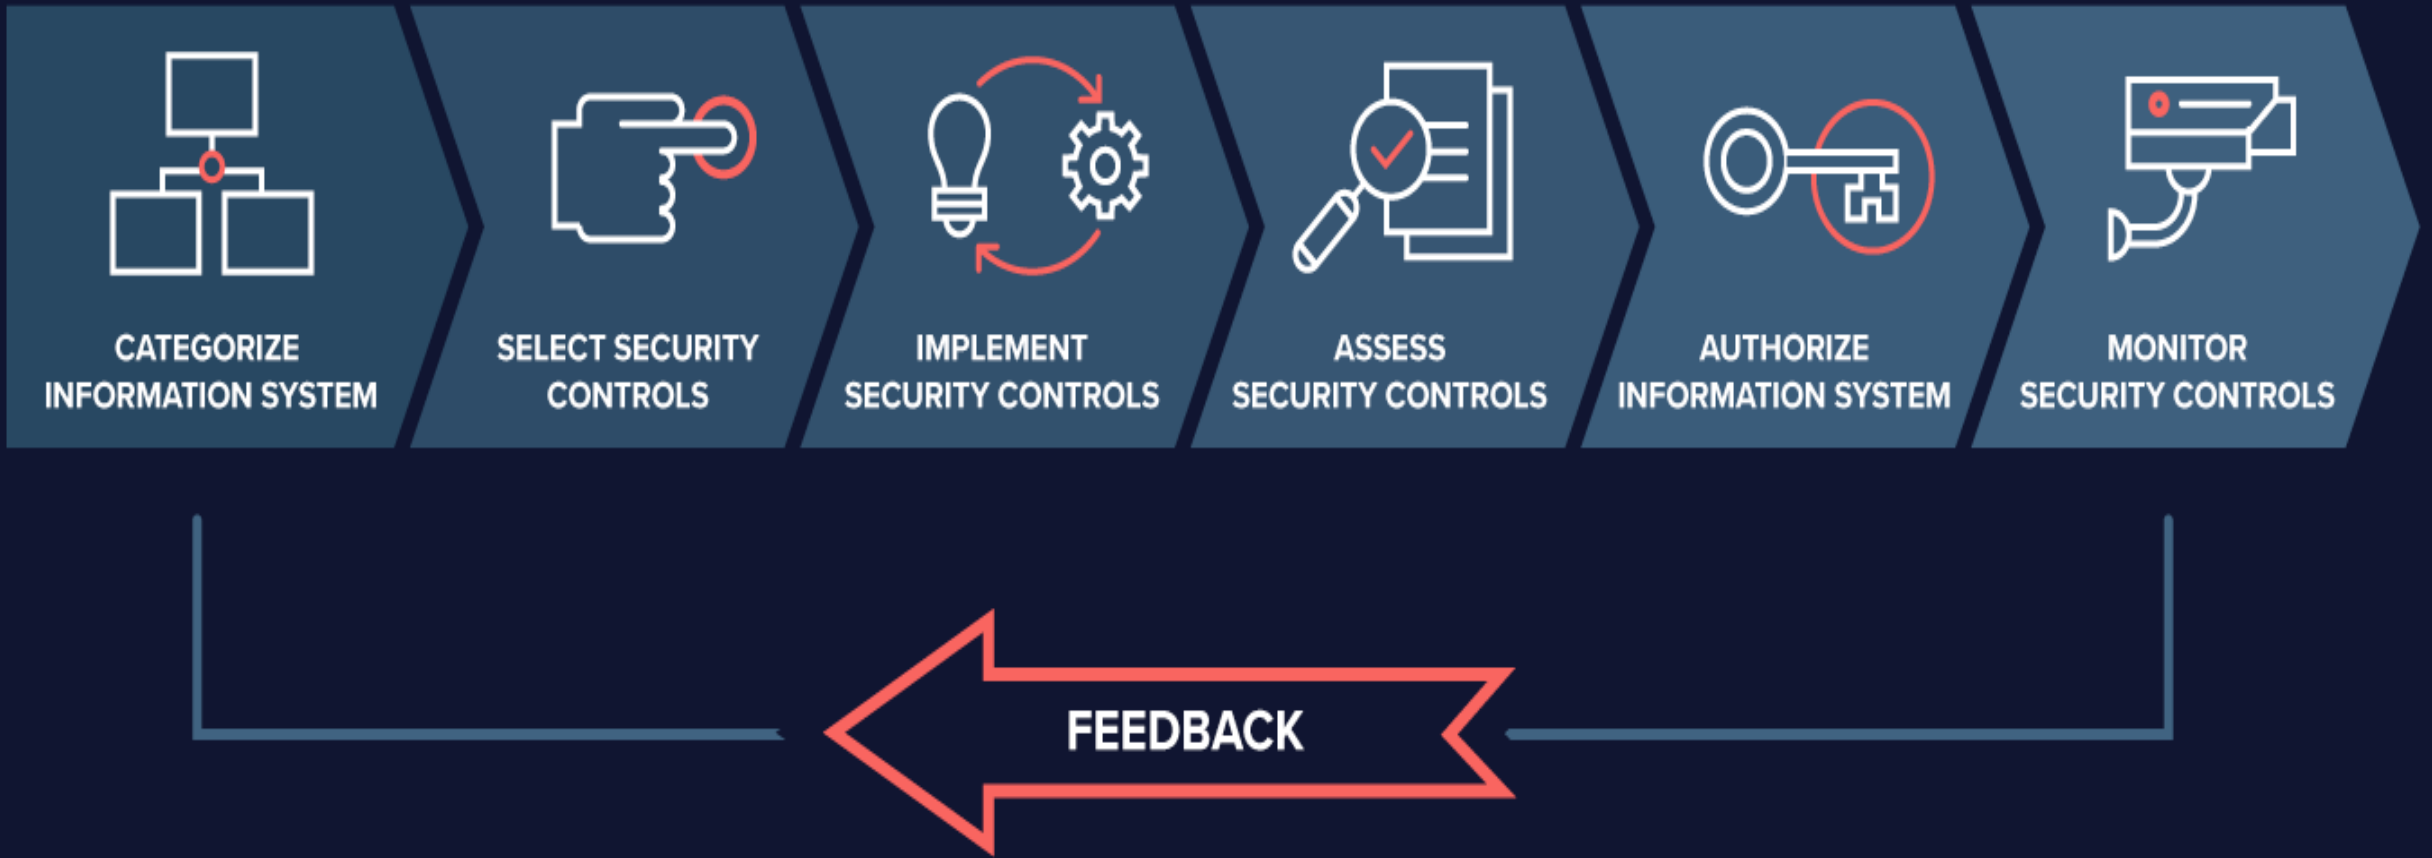 CATEGORIZE
INFORMATION SYSTEM
SELECT SECURITY
CONTROLS
IMPLEMENT
SECURITY CONTROLS
ASSESS
SECURITY CONTROLS
AUTHORIZE
INFORMATION SYSTEM
MONITOR
SECURITY CONTROLS
FEEDBACK